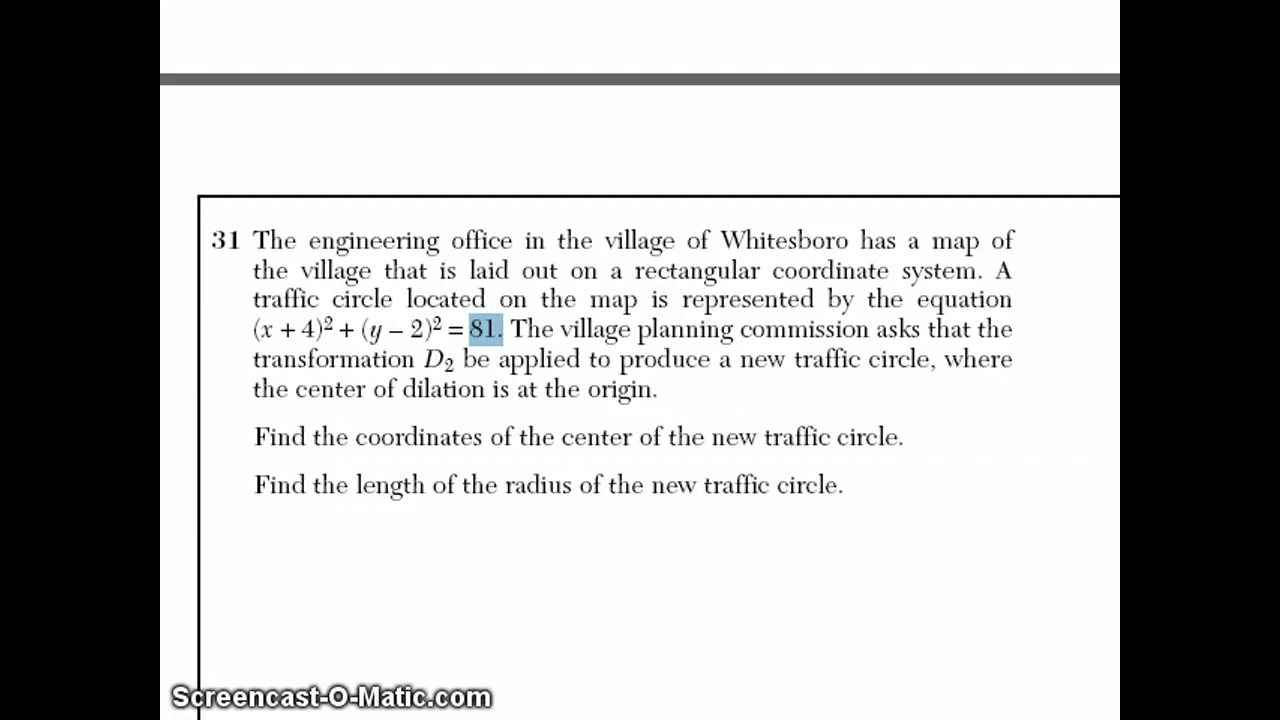 31 The engineering office in the village of Whitesboro has a map of
the village that is laid out on a rectangular coordinate system. A
traffic circle located on the map is represented by the equation
(x + 4)² + (y – 2)² = 81. The village planning commission asks that the
transformation D₂ be applied to produce a new traffic circle, where
the center of dilation is at the origin.
Find the coordinates of the center of the new traffic circle.
Find the length of the radius of the new traffic circle.
Screencast-O-Matic.com